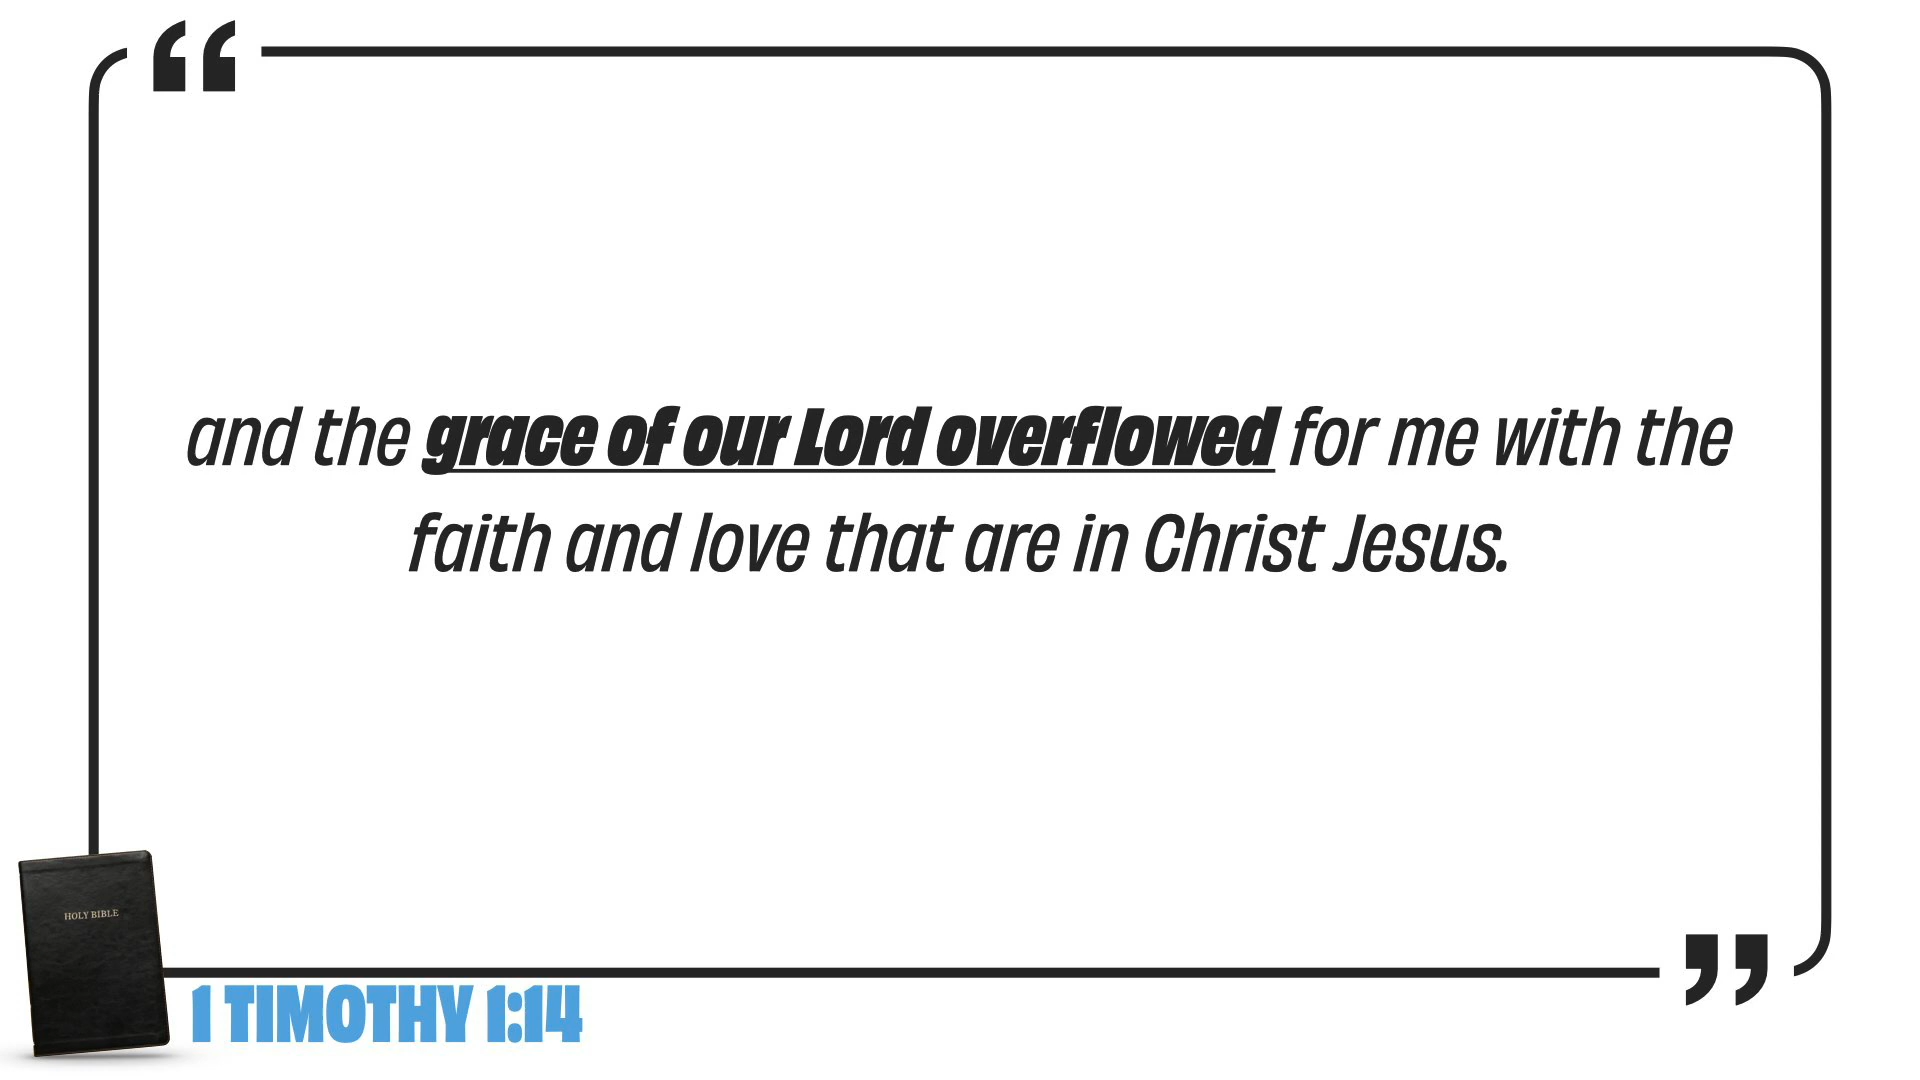 “
and the grace of our Lord overflowed for me with the
faith and love that are in Christ Jesus.
”
HOLY BIBLE
1 TIMOTHY 1:14